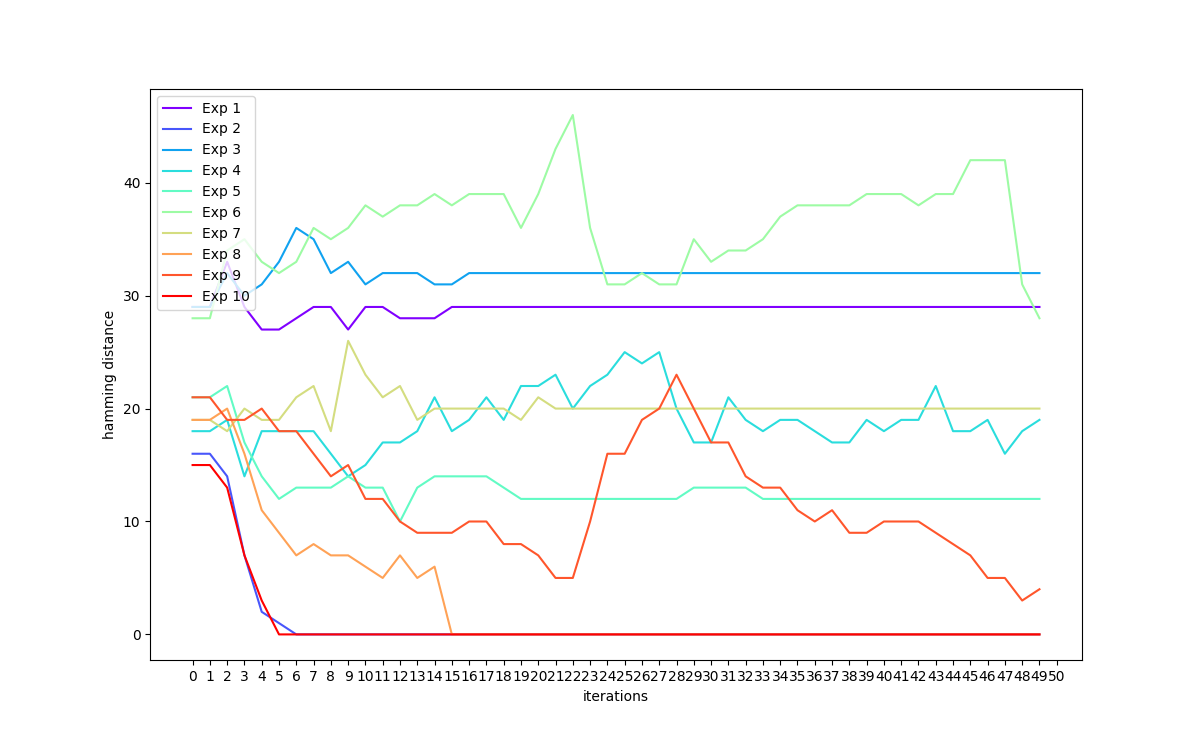 Exp 1
Exp 2
Exp 3
Exp 4
Exp 5
Exp 6
Exp 7
Exp 8
Exp 9
Exp 10
40
30
20
10
0
hamming distance
0 1 2 3 4 5 6 7 8 9 10 11 12 13 14 15 16 17 18 19 20 21 22 23 24 25 26 27 28 29 30 31 32 33 34 35 36 37 38 39 40 41 42 43 44 45 46 47 48 49 50
iterations